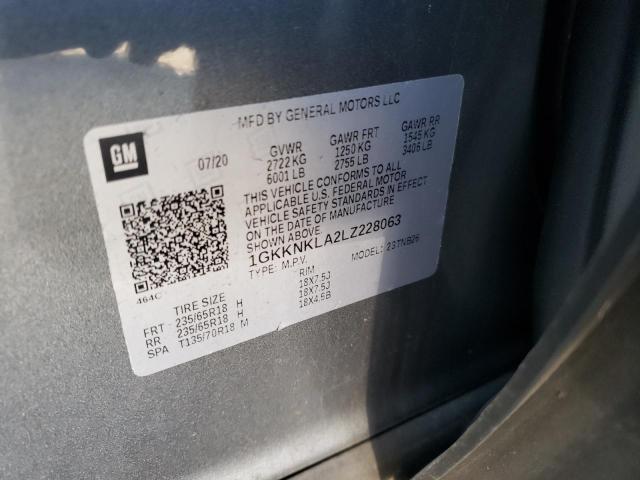 MFD BY GENERAL MOTORS LLC
GM
07/20
GVWR GAWR FRT GAWR RR
2722 KG 1250 KG 1545 KG
6001 LB 2755 LB 3406 LB
THIS VEHICLE CONFORMS TO ALL
APPLICABLE U.S. FEDERAL MOTOR
VEHICLE SAFETY STANDARDS IN EFFECT
ON THE DATE OF MANUFACTURE
SHOWN ABOVE.
1GKKNKLA2LZ228063
TYPE: M.P.V. MODEL: 23TNB26
464C
TIRE SIZE RIM
FRT - 235/65R18 H 18X7.5J
RR - 235/65R18 H 18X7.5J
SPA - T135/70R18 M 18X4.5B